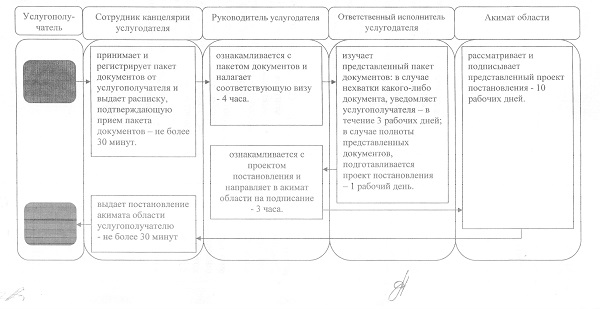 Услугополу-
чатель
Сотрудник канцелярии
услугодателя
Руководитель услугодателя
Ответственный исполнитель
услугодателя
Акимат области
принимает и
регистрирует пакет
документов от
услугополучателя и
выдает расписку,
подтверждающую
прием пакета
документов – не более
30 минут.
ознакамливается с
пакетом документов и
налагает
соответствующую визу
- 4 часа.
изучает
представленный пакет
документов: в случае
нехватки какого-либо
документа, уведомляет
услугополучателя – в
течение 3 рабочих дней;
в случае полноты
представленных
документов,
подготавливается
проект постановления
– 1 рабочий день.
рассматривает и
подписывает
представленный проект
постановления - 10
рабочих дней.
ознакамливается с
проектом
постановления и
направляет в акимат
области на подписание
- 3 часа.
выдает постановление
акимата области
услугополучателю
- не более 30 минут